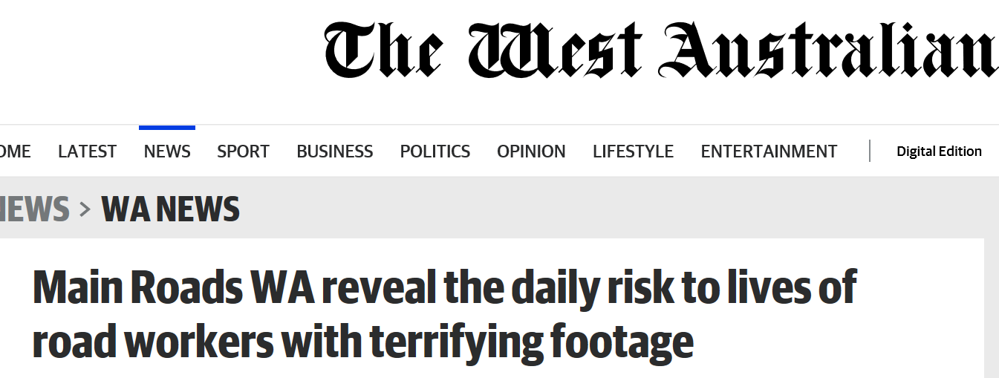 The West Australian
OME LATEST NEWS SPORT BUSINESS POLITICS OPINION LIFESTYLE ENTERTAINMENT | Digital Edition
NEWS > WA NEWS
Main Roads WA reveal the daily risk to lives of
road workers with terrifying footage